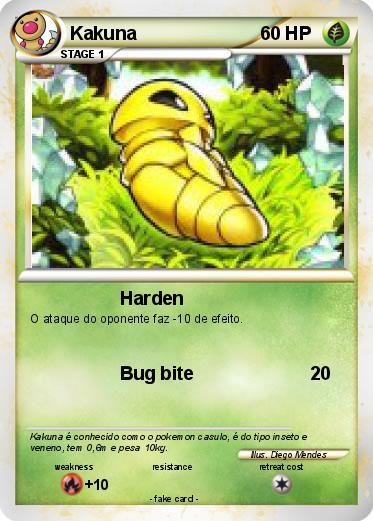 Kakuna 60 HP
STAGE 1
Harden
O ataque do oponente faz -10 de efeito.
Bug bite 20
Kakuna é conhecido como o pokemon casulo, é do tipo inseto e
veneno, tem 0,6m e pesa 10kg.
Illus. Diego Mendes
weakness resistance retreat cost
+10
- fake card -